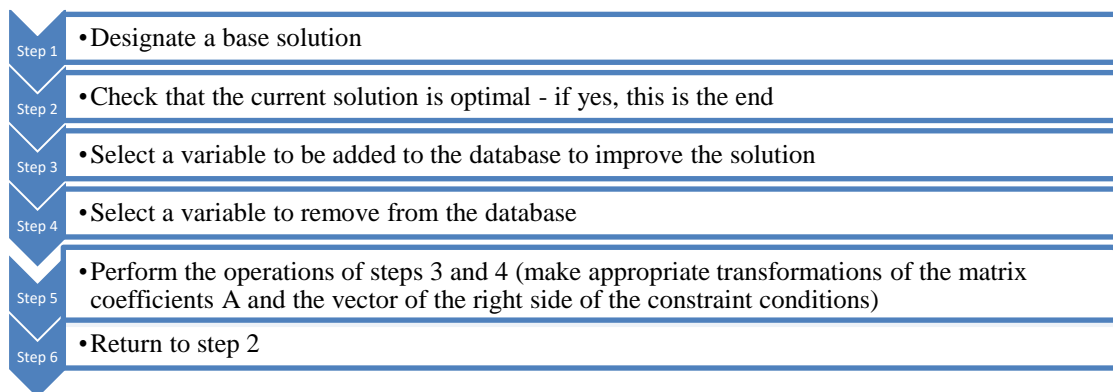 Step 1
•Designate a base solution
Step 2
•Check that the current solution is optimal - if yes, this is the end
Step 3
•Select a variable to be added to the database to improve the solution
Step 4
•Select a variable to remove from the database
Step 5
•Perform the operations of steps 3 and 4 (make appropriate transformations of the matrix
coefficients A and the vector of the right side of the constraint conditions)
Step 6
•Return to step 2